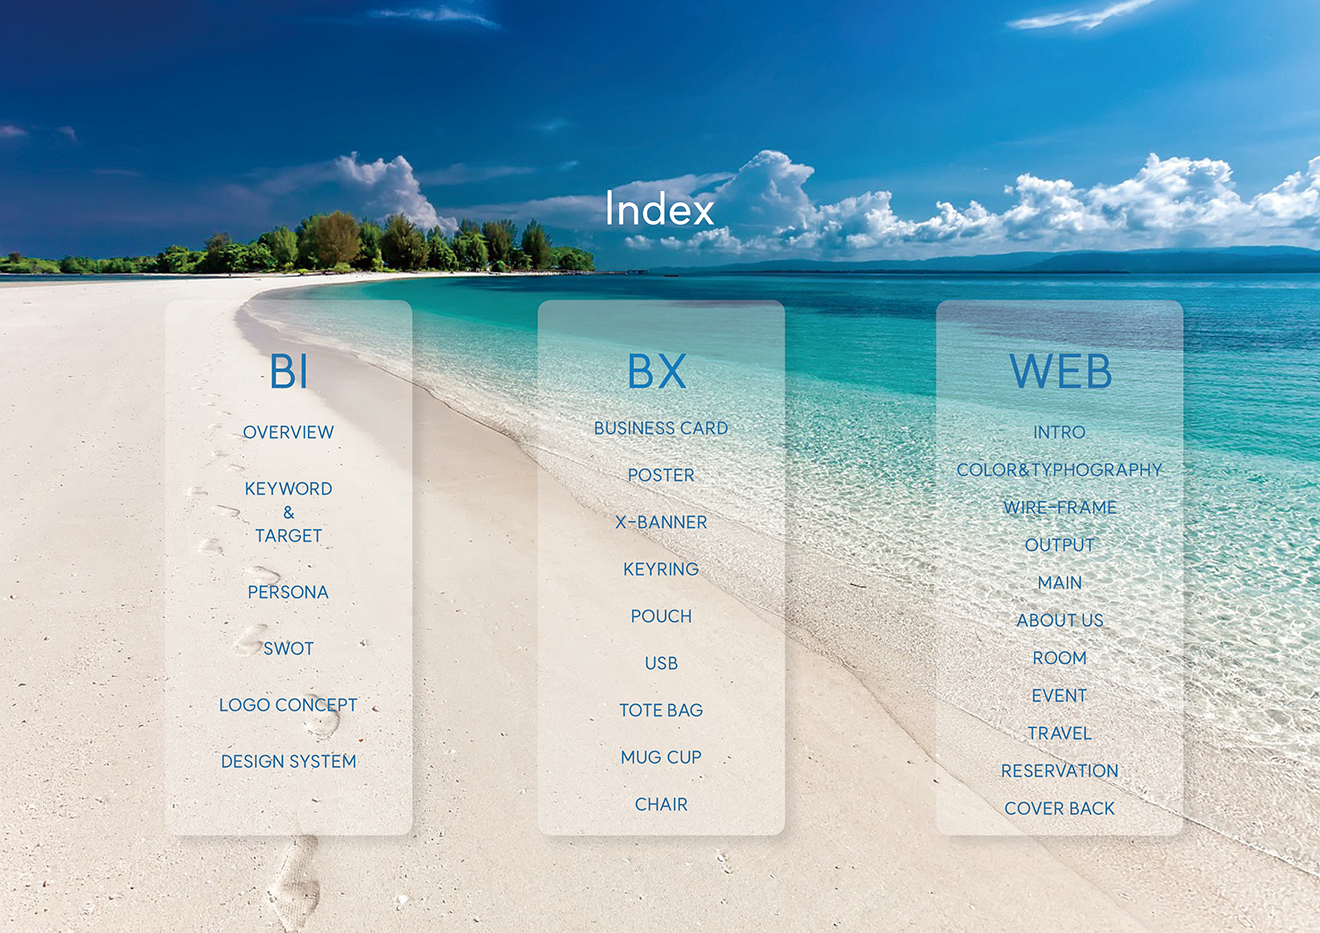 Index
BI
OVERVIEW
KEYWORD
&
TARGET
PERSONA
SWOT
LOGO CONCEPT
DESIGN SYSTEM
BX
BUSINESS CARD
POSTER
X-BANNER
KEYRING
POUCH
USB
TOTE BAG
MUG CUP
CHAIR
WEB
INTRO
COLOR&TYPHOGRAPHY
WIRE-FRAME
OUTPUT
MAIN
ABOUT US
ROOM
EVENT
TRAVEL
RESERVATION
COVER BACK